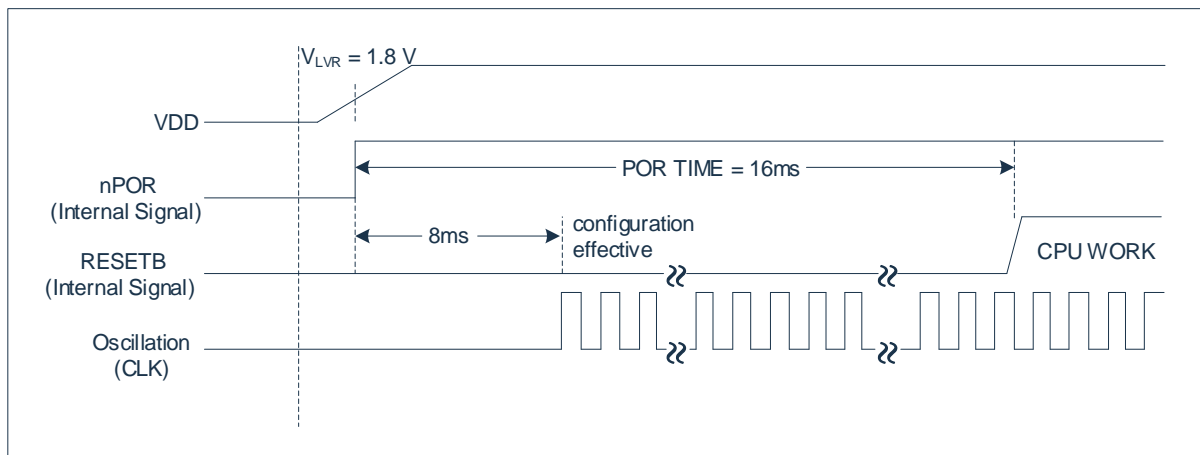 V_LVR = 1.8 V
VDD
POR TIME = 16ms
nPOR
(Internal Signal)
configuration
effective
8ms
RESETB
(Internal Signal)
CPU WORK
Oscillation
(CLK)